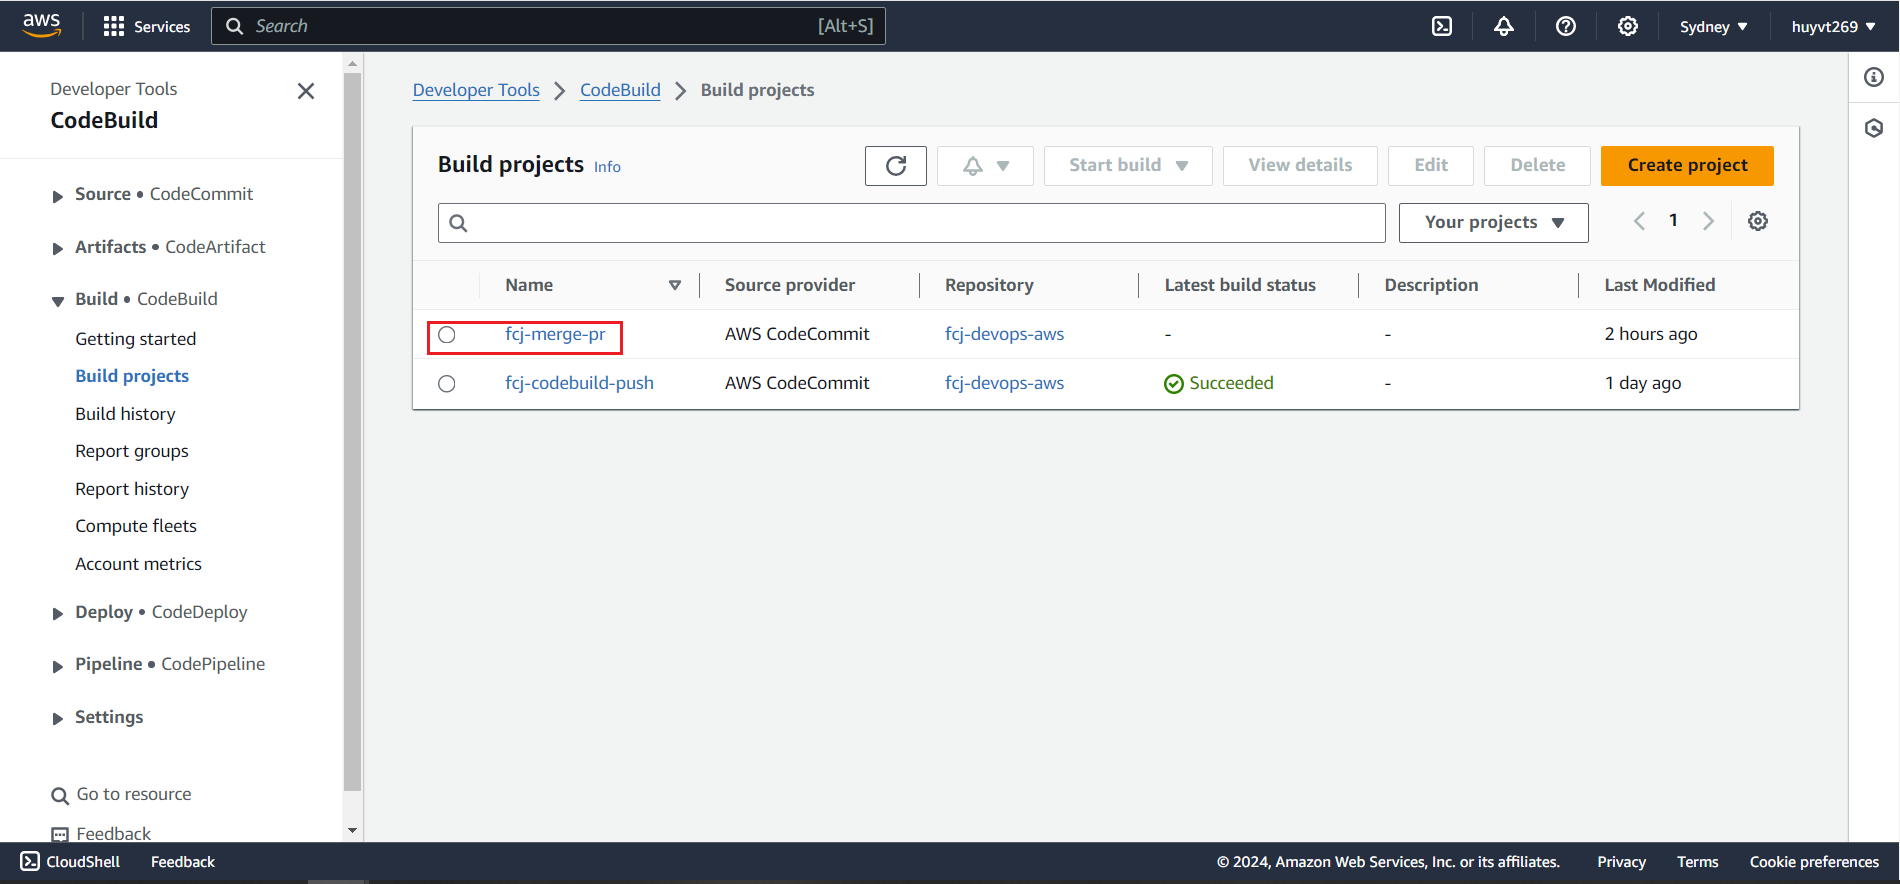 aws
Services
Search [Alt+S]
Sydney
huyvt269
Developer Tools
CodeBuild
Source • CodeCommit
Artifacts • CodeArtifact
Build • CodeBuild
Getting started
Build projects
Build history
Report groups
Report history
Compute fleets
Account metrics
Deploy • CodeDeploy
Pipeline • CodePipeline
Settings
Go to resource
Feedback
Developer Tools CodeBuild Build projects
Build projects Info
Start build View details Edit Delete Create project
Your projects 1
Name Source provider Repository Latest build status Description Last Modified
fcj-merge-pr AWS CodeCommit fcj-devops-aws - - 2 hours ago
fcj-codebuild-push AWS CodeCommit fcj-devops-aws Succeeded - 1 day ago
CloudShell Feedback © 2024, Amazon Web Services, Inc. or its affiliates. Privacy Terms Cookie preferences